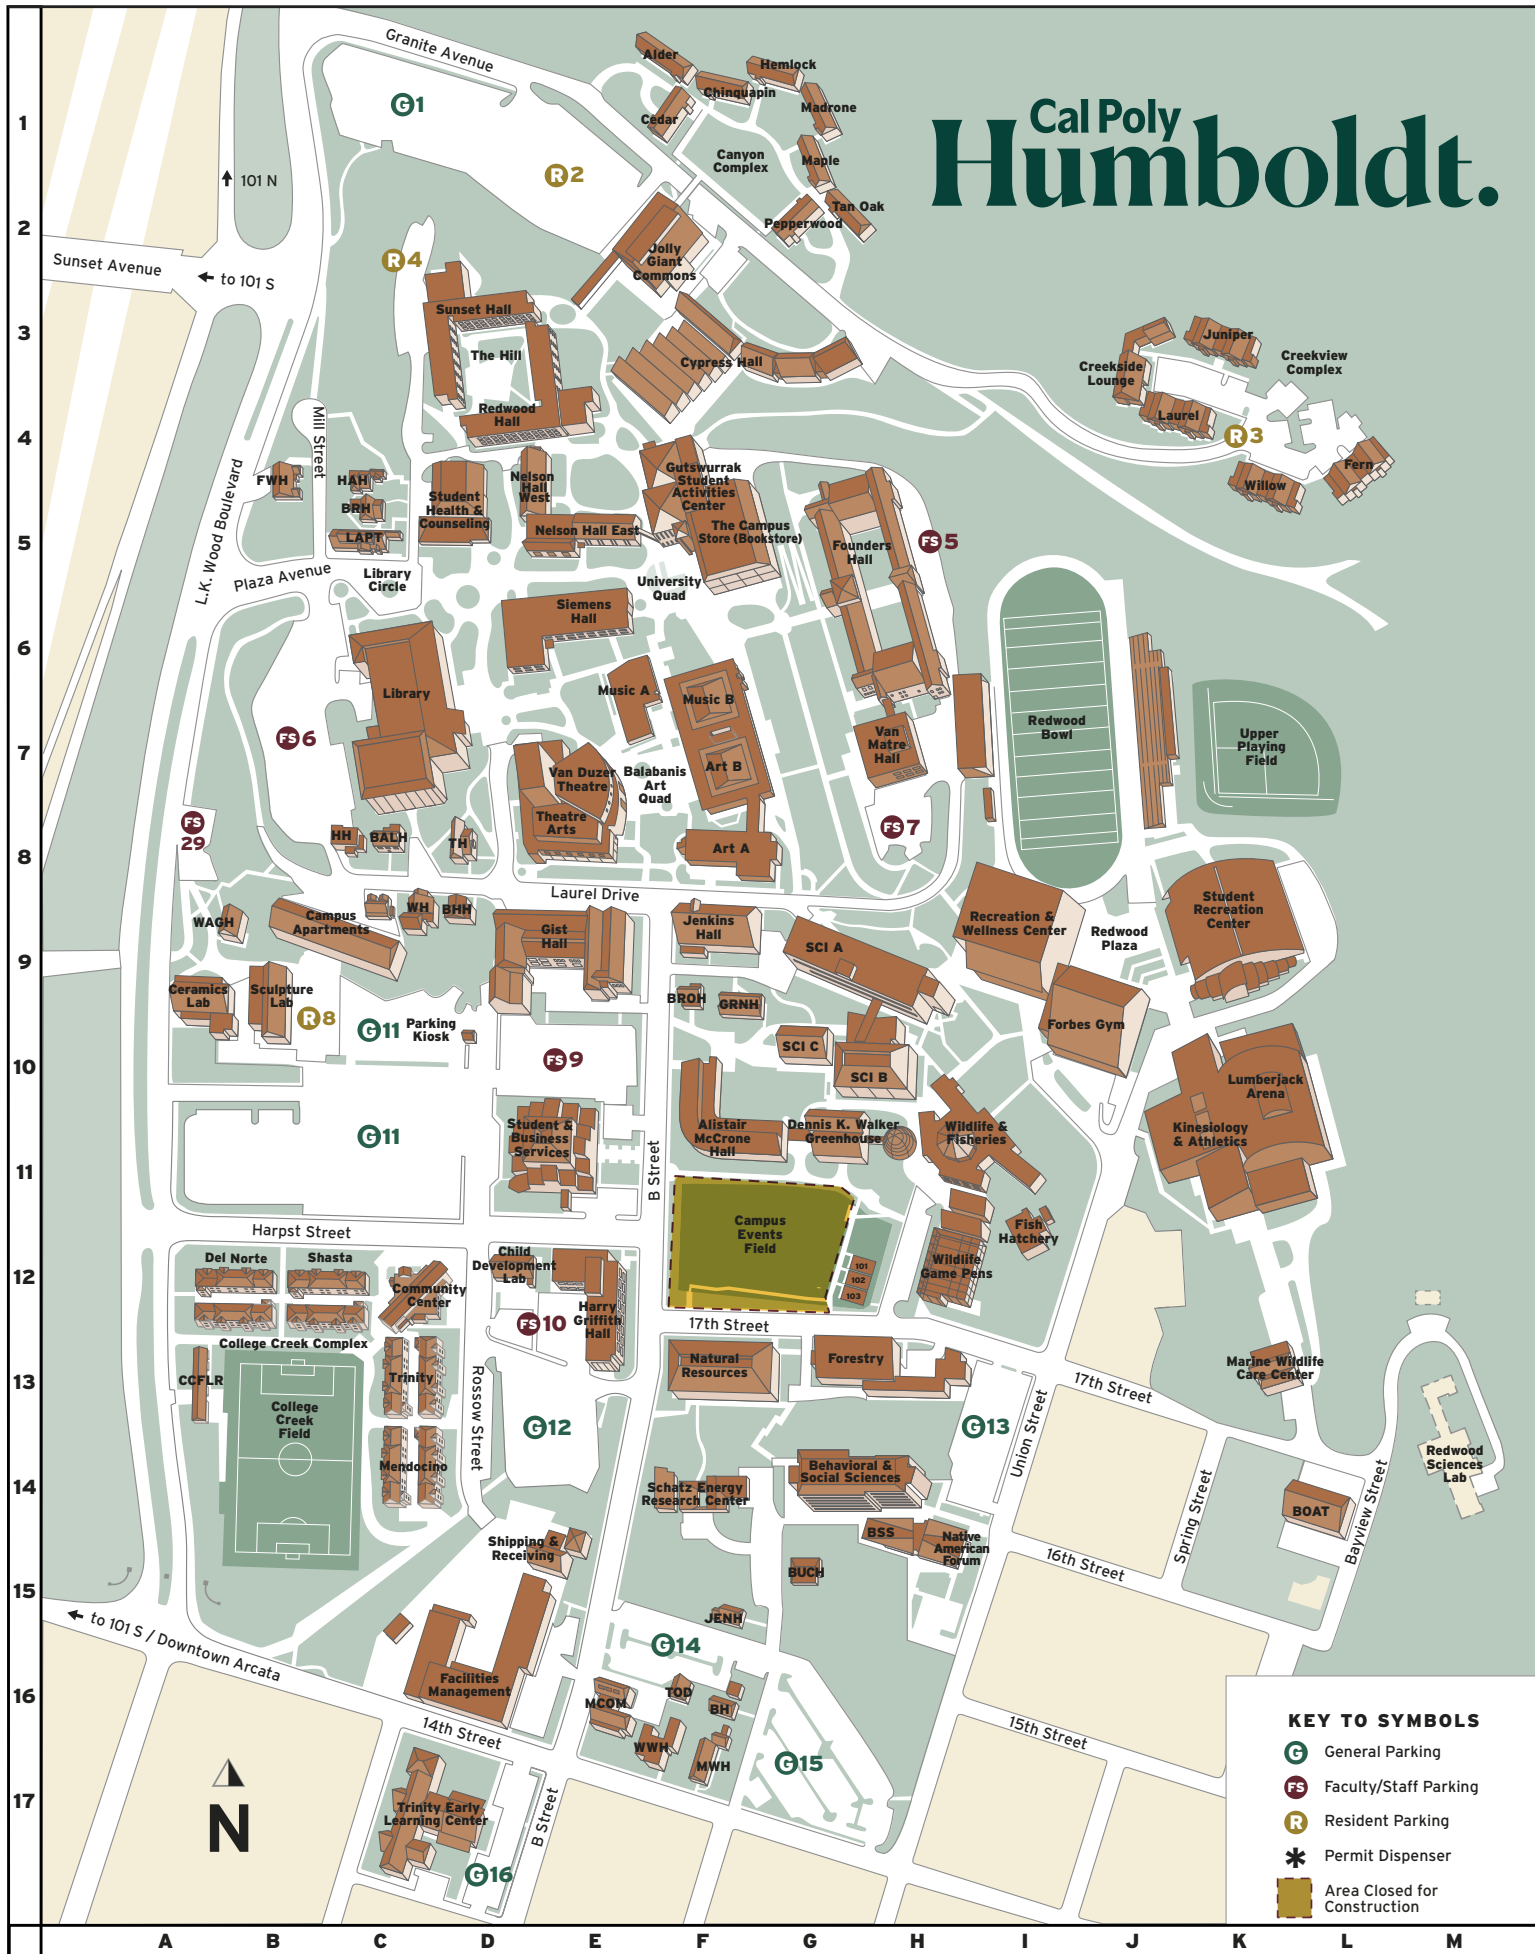 Cal Poly
Humboldt.
1
2
3
4
5
6
7
8
9
10
11
12
13
14
15
16
17
A
B
C
D
E
F
G
H
I
J
K
L
M
Granite Avenue
G1
R2
101 N
Sunset Avenue
to 101 S
R4
Alder
Hemlock
Chinquapin
Madrone
Cedar
Canyon
Complex
Maple
Tan Oak
Pepperwood
Jolly
Giant
Commons
Sunset Hall
The Hill
Redwood
Hall
Cypress Hall
Juniper
Creekside
Lounge
Creekview
Complex
Laurel
R3
Willow
Fern
Mill Street
L.K. Wood Boulevard
FWH
HAH
BRH
LAPT
Student
Health &
Counseling
Nelson
Hall
West
Nelson Hall East
Gutswurrak
Student
Activities
Center
The Campus
Store (Bookstore)
Founders
Hall
FS5
Plaza Avenue
Library
Circle
University
Quad
Siemens
Hall
Library
FS6
Music A
Music B
Art B
Van
Matre
Hall
Redwood
Bowl
Upper
Playing
Field
Van Duzer
Theatre
Theatre
Arts
Balabanis
Art
Quad
FS
29
HH
BALH
TH
Art A
FS7
Laurel Drive
WAGH
Campus
Apartments
WH
BHH
Gist
Hall
Jenkins
Hall
SCI A
Recreation &
Wellness Center
Redwood
Plaza
Student
Recreation
Center
Ceramics
Lab
Sculpture
Lab
R8
G11
Parking
Kiosk
FS9
BROH
GRNH
SCI C
SCI B
Forbes Gym
Lumberjack
Arena
Kinesiology
& Athletics
G11
Student &
Business
Services
B Street
Alistair
McCrone
Hall
Dennis K. Walker
Greenhouse
Wildlife &
Fisheries
Campus
Events
Field
Fish
Hatchery
Wildlife
Game Pens
101
102
103
Harpst Street
Del Norte
Shasta
Community
Center
Child
Development
Lab
FS10
Harry
Griffith
Hall
College Creek Complex
CCFLR
College
Creek
Field
Trinity
Mendocino
Rossow Street
G12
17th Street
Natural
Resources
Forestry
G13
Union Street
17th Street
Marine Wildlife
Care Center
Redwood
Sciences
Lab
Schatz Energy
Research Center
Behavioral &
Social Sciences
BSS
Native
American
Forum
BUCH
16th Street
Spring Street
BOAT
Bayview Street
Shipping &
Receiving
JENH
G14
to 101 S / Downtown Arcata
Facilities
Management
MCOM
TOD
BH
WWH
MWH
G15
15th Street
14th Street
Trinity Early
Learning Center
B Street
G16
N
KEY TO SYMBOLS
G General Parking
FS Faculty/Staff Parking
R Resident Parking
* Permit Dispenser
Area Closed for
Construction